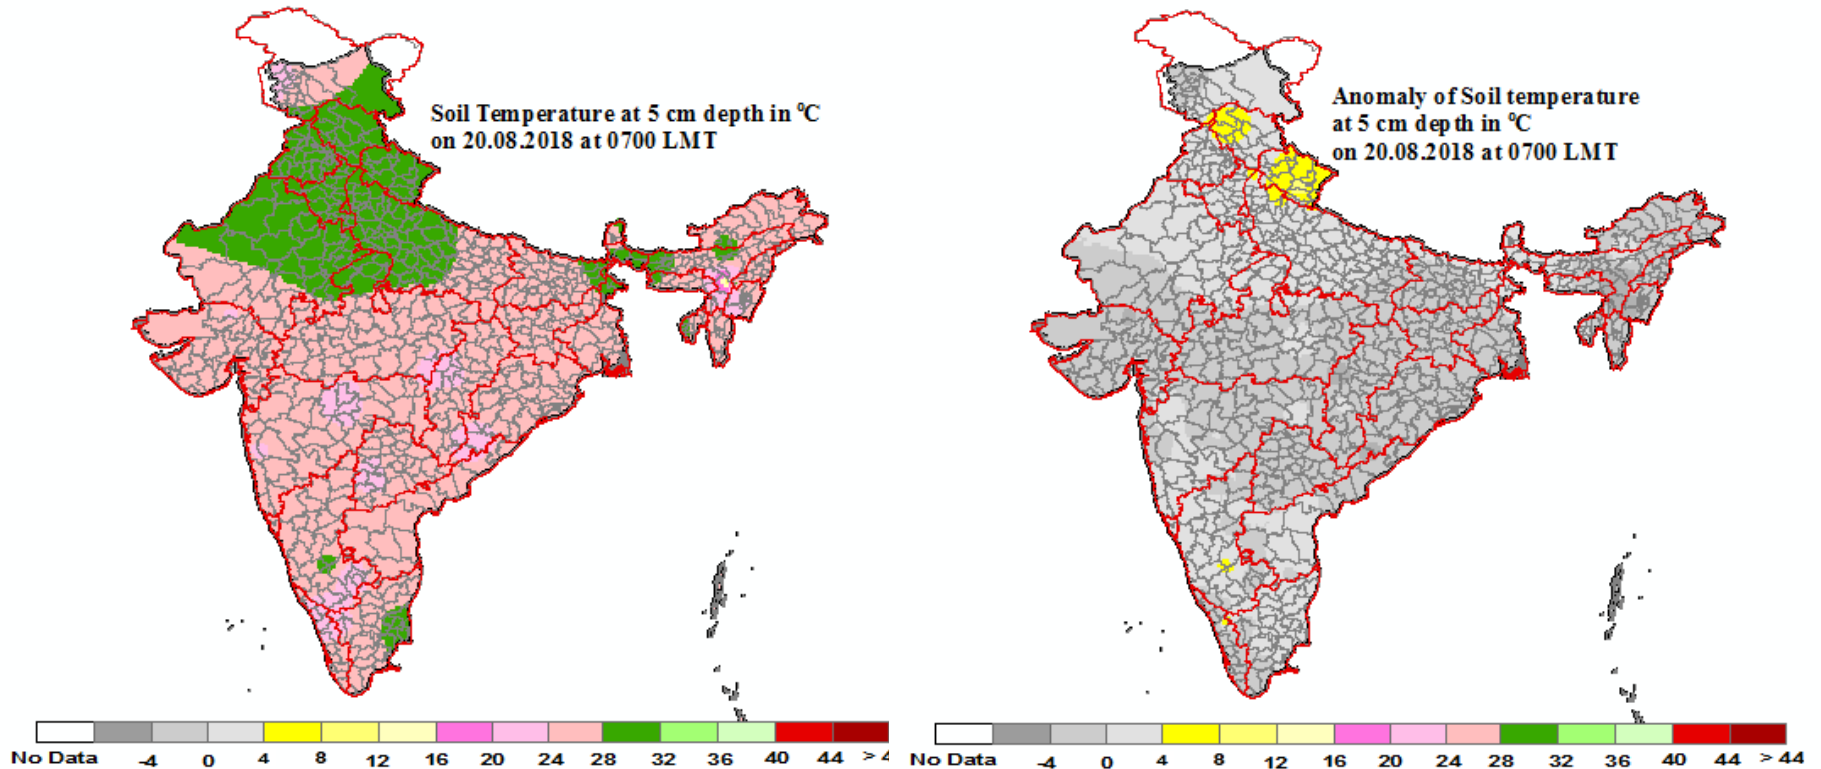 Soil Temperature at 5 cm depth in ⁰C
on 20.08.2018 at 0700 LMT
Anomaly of Soil temperature
at 5 cm depth in ⁰C
on 20.08.2018 at 0700 LMT
No Data -4 0 4 8 12 16 20 24 28 32 36 40 44 > 4
No Data -4 0 4 8 12 16 20 24 28 32 36 40 44 > 44